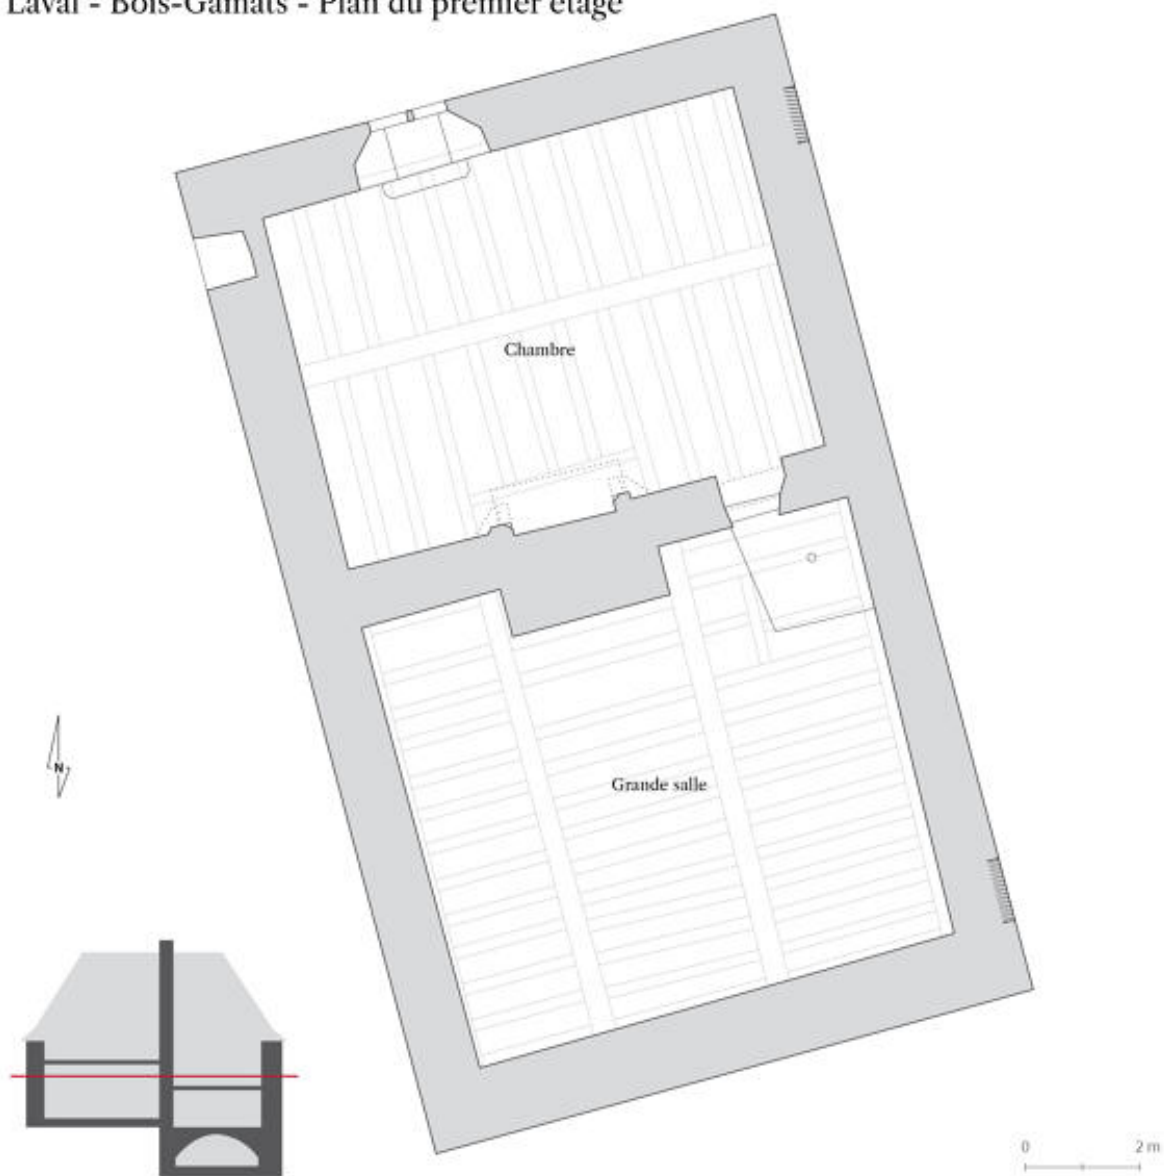 Laval - Bois-Gamats - Plan du premier étage
Chambre
Grande salle
N
0 2 m